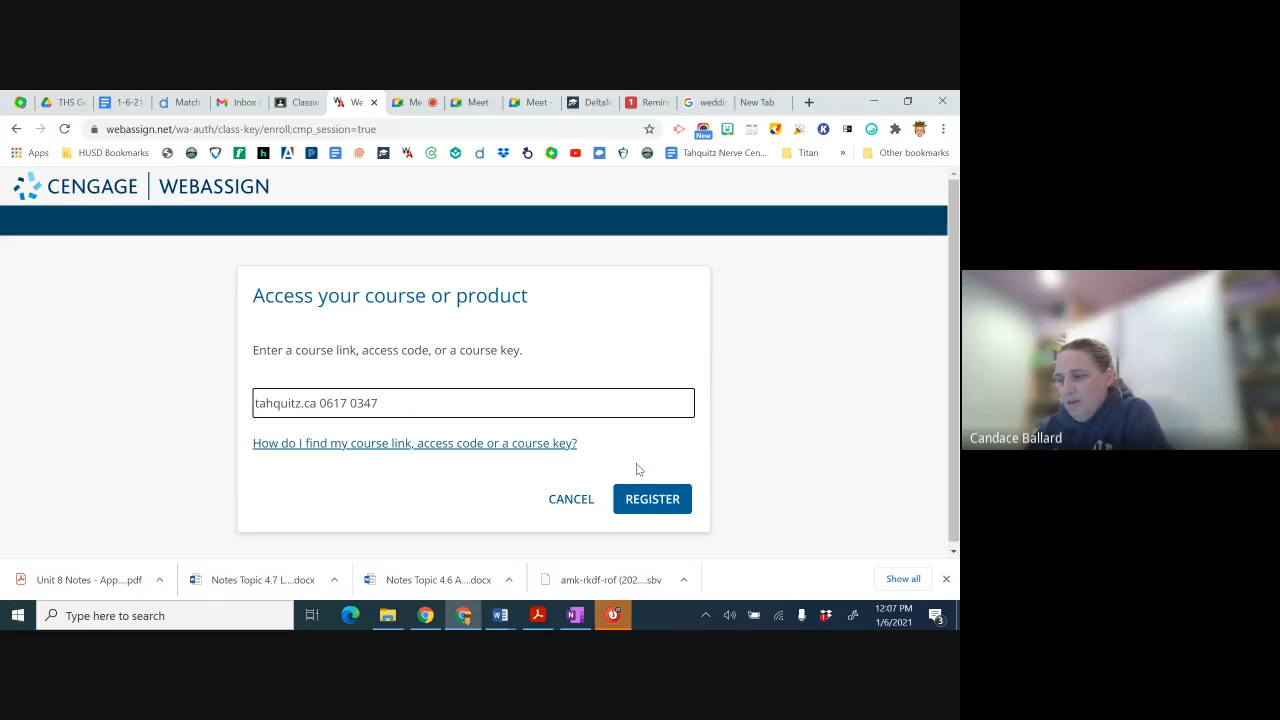 THS Ge
1-6-21
Match
Inbox (
Classw
We
Me
Meet -
Meet -
DeltaM
Remin
weddi
New Tab
webassign.net/wa-auth/class-key/enroll;cmp_session=true
New
Apps
HUSD Bookmarks
Tahquitz Nerve Cen...
Titan
»
Other bookmarks
CENGAGE | WEBASSIGN
Access your course or product
Enter a course link, access code, or a course key.
tahquitz.ca 0617 0347
How do I find my course link, access code or a course key?
CANCEL
REGISTER
Candace Ballard
Unit 8 Notes - App....pdf
Notes Topic 4.7 L....docx
Notes Topic 4.6 A....docx
amk-rkdf-rof (202....sbv
Show all
Type here to search
12:07 PM
1/6/2021
3